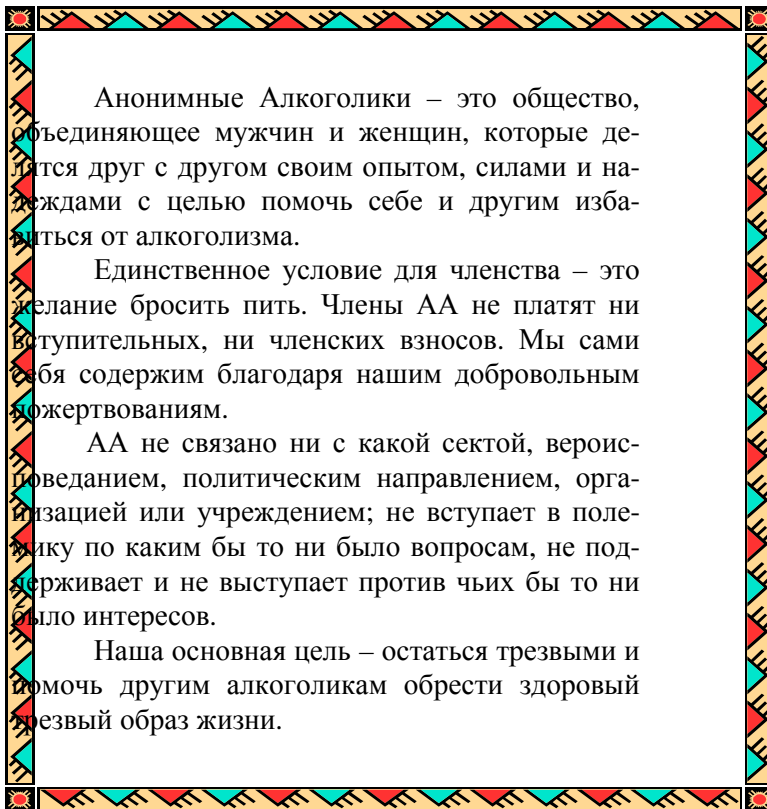 Анонимные Алкоголики – это общество,
объединяющее мужчин и женщин, которые де-
лятся друг с другом своим опытом, силами и на-
деждами с целью помочь себе и другим изба-
виться от алкоголизма.
Единственное условие для членства – это
желание бросить пить. Члены АА не платят ни
вступительных, ни членских взносов. Мы сами
себя содержим благодаря нашим добровольным
пожертвованиям.
АА не связано ни с какой сектой, вероис-
поведанием, политическим направлением, орга-
низацией или учреждением; не вступает в поле-
мику по каким бы то ни было вопросам, не под-
держивает и не выступает против чьих бы то ни
было интересов.
Наша основная цель – остаться трезвыми и
помочь другим алкоголикам обрести здоровый
трезвый образ жизни.